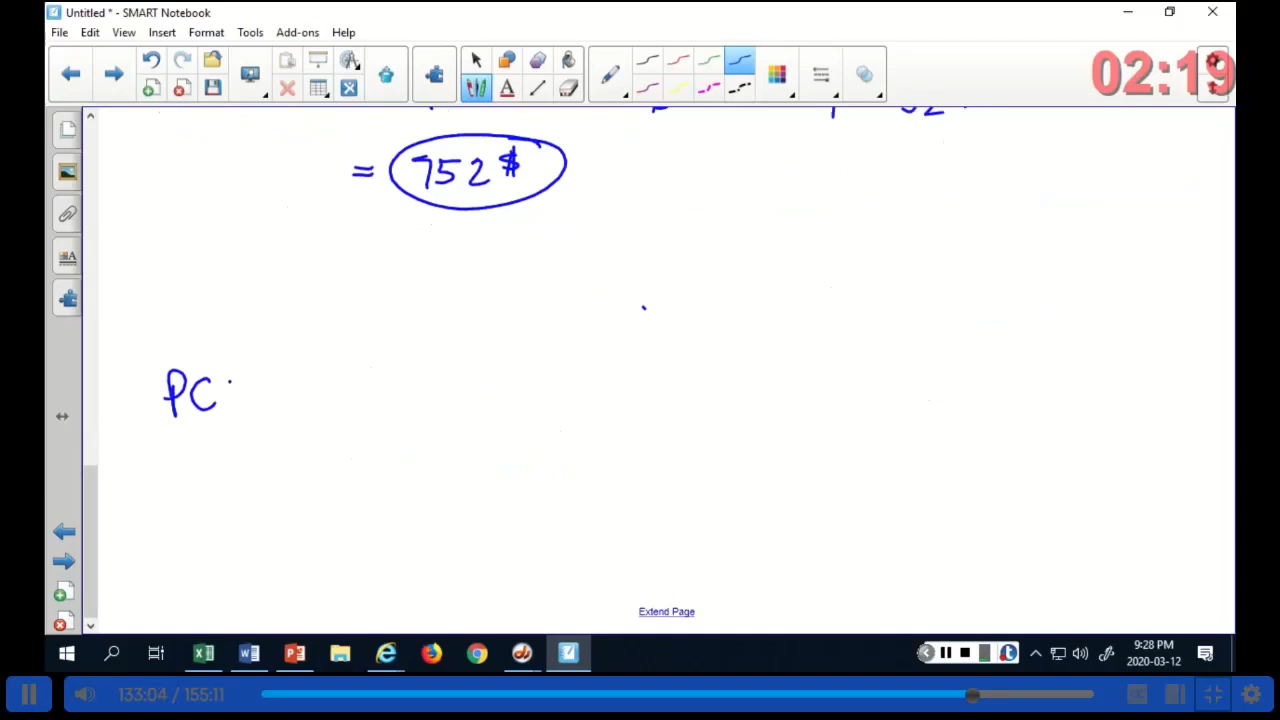 Untitled * - SMART Notebook
File Edit View Insert Format Tools Add-ons Help
02:19
= 752 $
PC
Extend Page
9:28 PM
2020-03-12
133:04 / 155:11